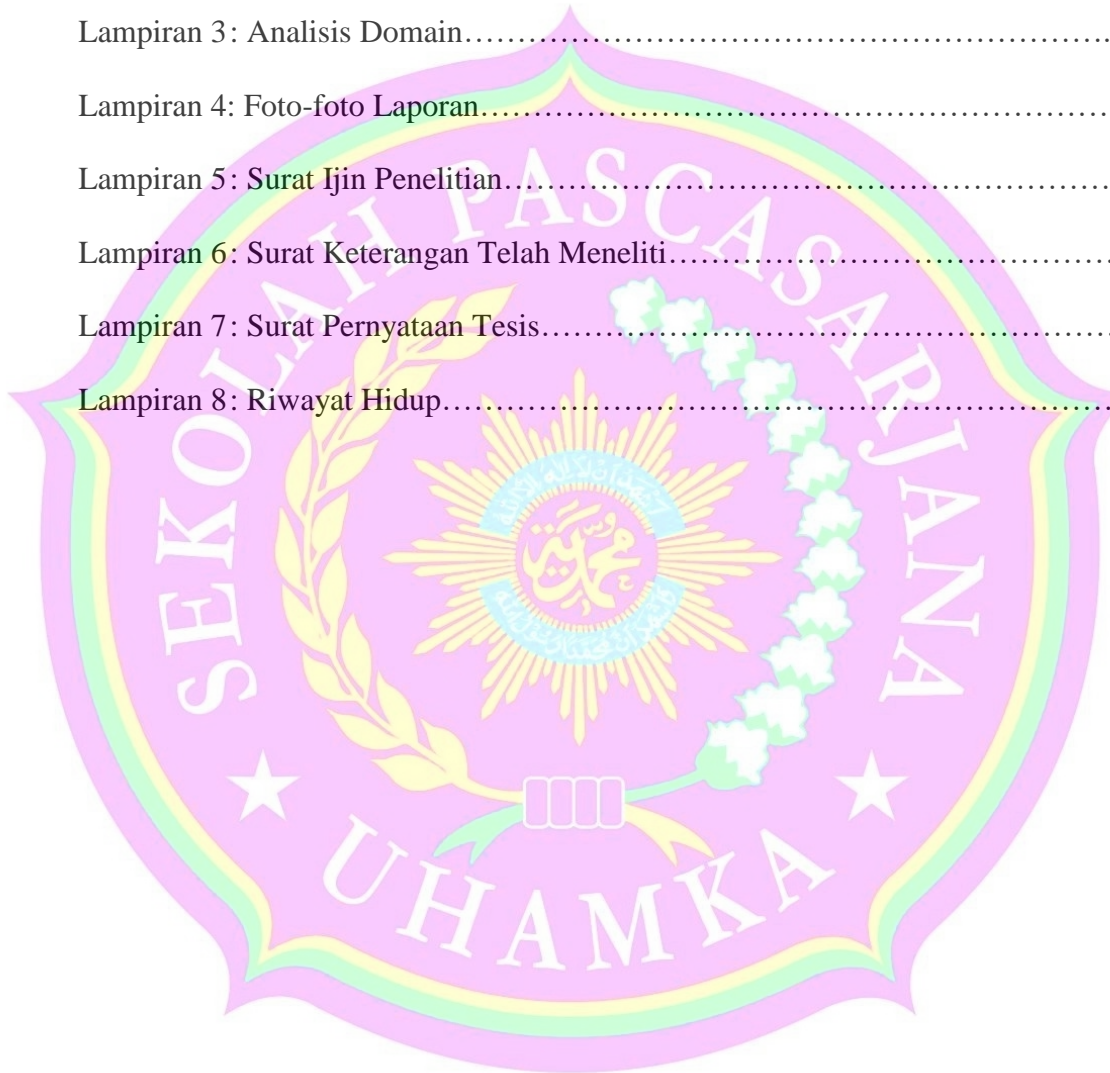 Lampiran 3: Analisis Domain……………………………………………………
Lampiran 4: Foto-foto Laporan……………………………………………………
Lampiran 5: Surat Ijin Penelitian……………………………………………………
Lampiran 6: Surat Keterangan Telah Meneliti……………………………………
Lampiran 7: Surat Pernyataan Tesis…………………………………………………
Lampiran 8: Riwayat Hidup…………………………………………………………
SEKOLAH PASCASARJANA
UHAMKA